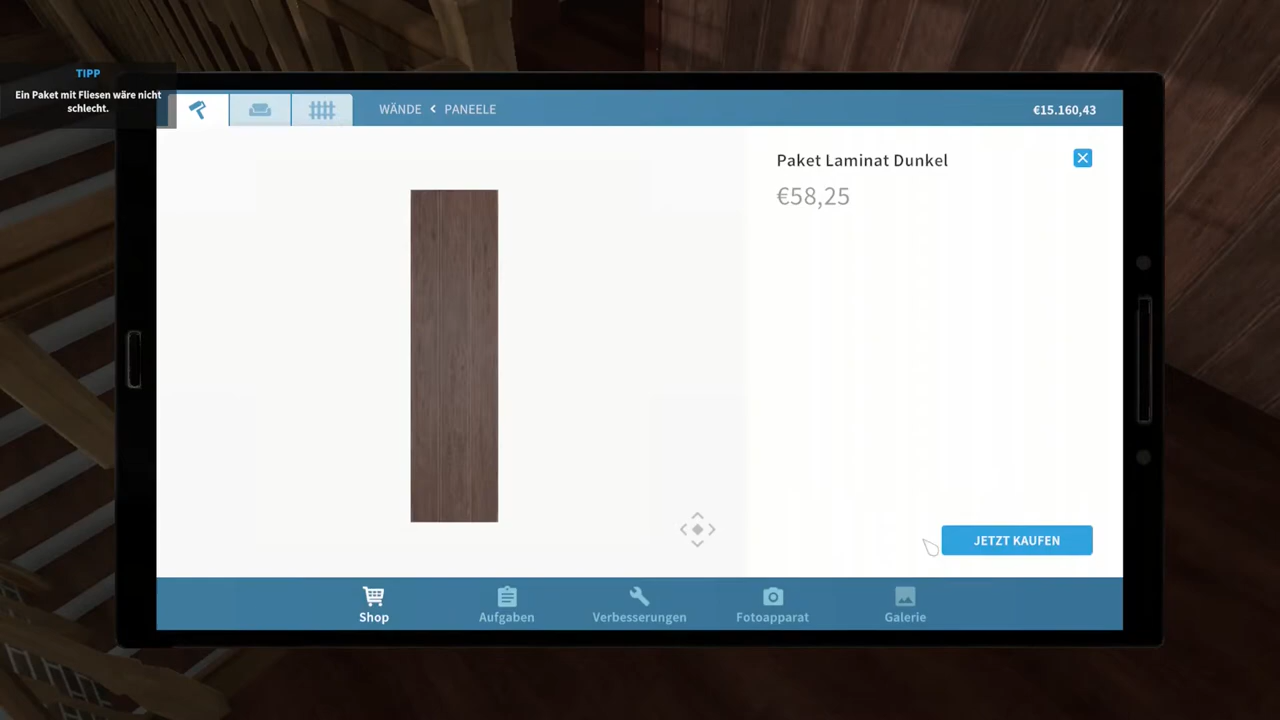 TIPP
Ein Paket mit Fliesen wäre nicht
schlecht.
WÄNDE < PANEELE
€15.160,43
Paket Laminat Dunkel
€58,25
JETZT KAUFEN
Shop
Aufgaben
Verbesserungen
Fotoapparat
Galerie